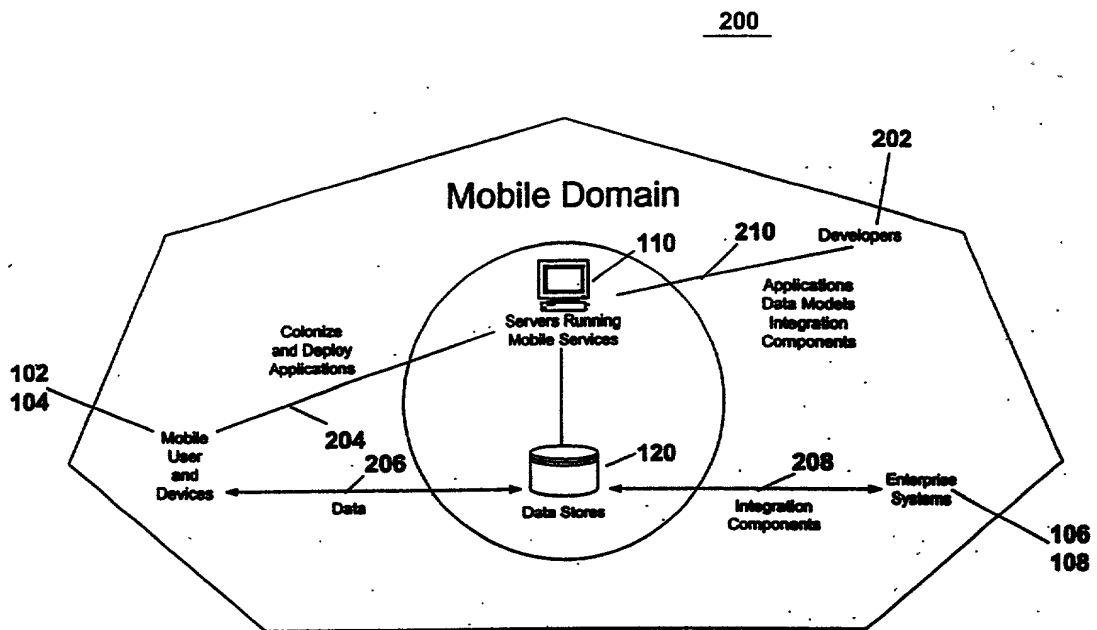 200
202
Mobile Domain
110
210
Developers
Applications
Data Models
Integration
Components
Servers Running
Mobile Services
Colonize
and Deploy
Applications
102
104
Mobile
User
and
Devices
204
206
Data
120
Data Stores
208
Integration
Components
Enterprise
Systems
106
108